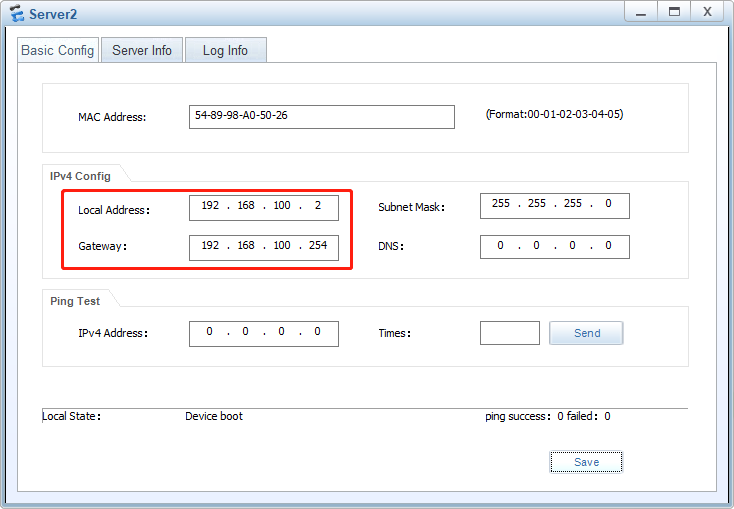 Server2
Basic Config Server Info Log Info
MAC Address: 54-89-98-A0-50-26 (Format:00-01-02-03-04-05)
IPv4 Config
Local Address: 192 . 168 . 100 . 2 Subnet Mask: 255 . 255 . 255 . 0
Gateway: 192 . 168 . 100 . 254 DNS: 0 . 0 . 0 . 0
Ping Test
IPv4 Address: 0 . 0 . 0 . 0 Times: Send
Local State: Device boot ping success: 0 failed: 0
Save